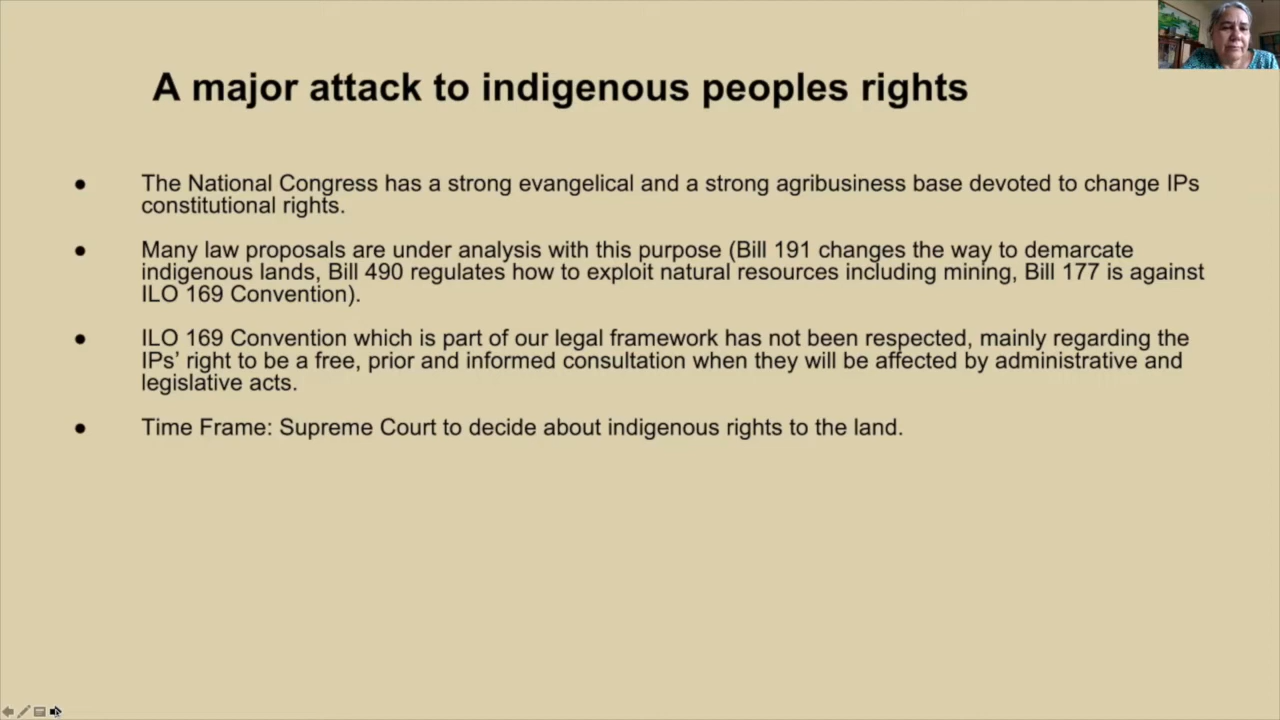 A major attack to indigenous peoples rights
● The National Congress has a strong evangelical and a strong agribusiness base devoted to change IPs
constitutional rights.
● Many law proposals are under analysis with this purpose (Bill 191 changes the way to demarcate
indigenous lands, Bill 490 regulates how to exploit natural resources including mining, Bill 177 is against
ILO 169 Convention).
● ILO 169 Convention which is part of our legal framework has not been respected, mainly regarding the
IPs’ right to be a free, prior and informed consultation when they will be affected by administrative and
legislative acts.
● Time Frame: Supreme Court to decide about indigenous rights to the land.